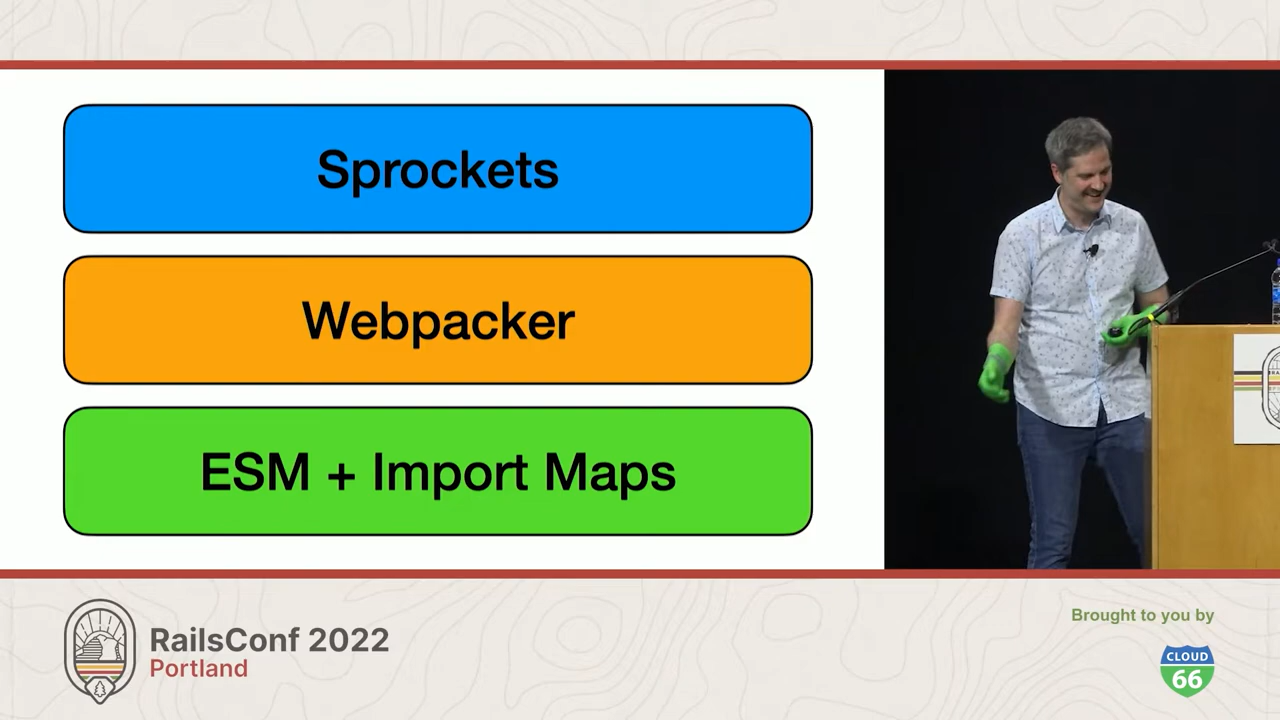 Sprockets
Webpacker
ESM + Import Maps
RailsConf 2022
Portland
Brought to you by
CLOUD
66